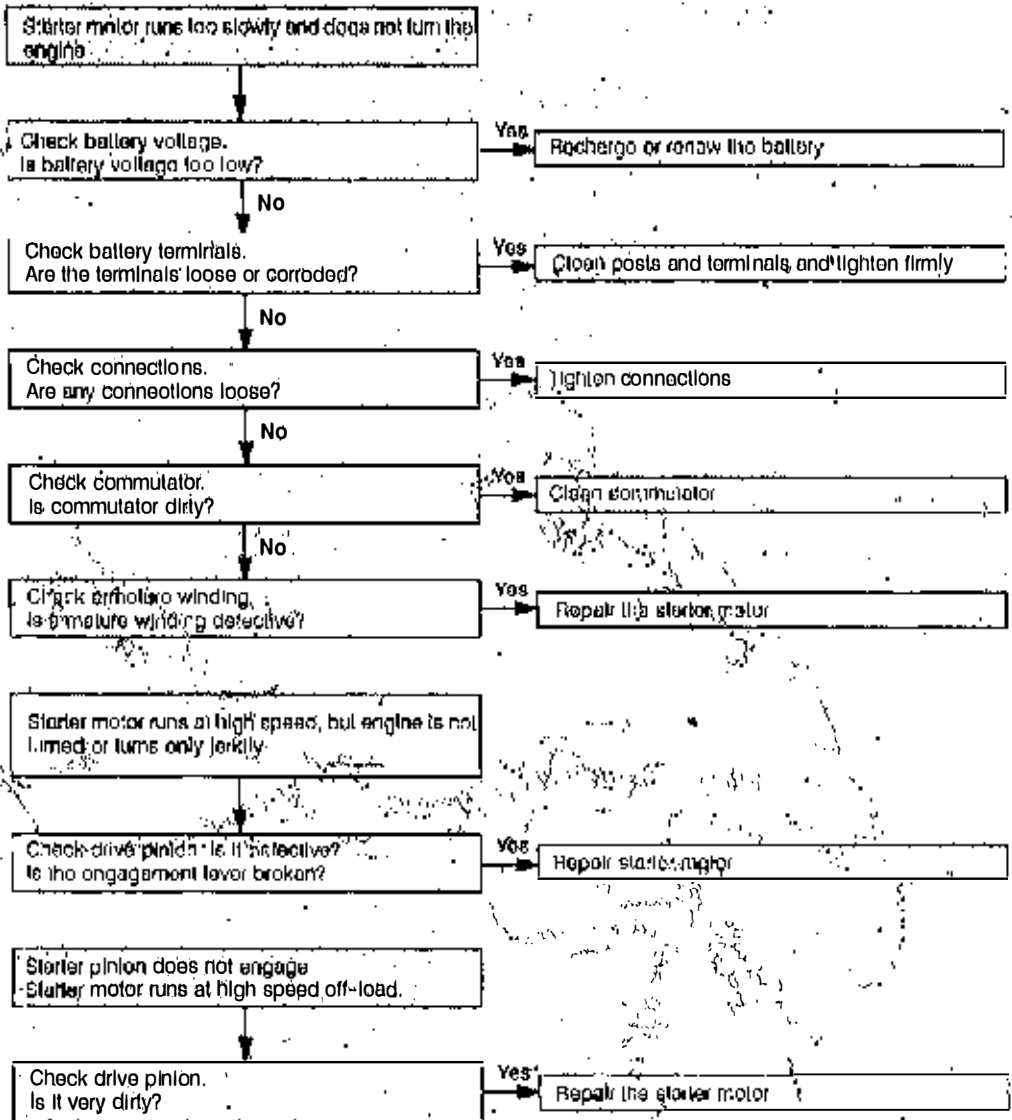 Starter motor runs too slowly and does not turn the
engine
Check battery voltage.
Is battery voltage too low?
Yes
Recharge or renew the battery
No
Check battery terminals.
Are the terminals loose or corroded?
Yes
Clean posts and terminals, and tighten firmly
No
Check connections.
Are any connections loose?
Yes
Tighten connections
No
Check commutator.
Is commutator dirty?
Yes
Clean commutator
No
Check armature winding.
Is armature winding defective?
Yes
Repair the starter motor
Starter motor runs at high speed, but engine is not
turned or turns only jerkily
Check drive pinion. Is it defective?
Is the engagement lever broken?
Yes
Repair starter motor
Starter pinion does not engage
Starter motor runs at high speed off-load.
Check drive pinion.
Is it very dirty?
Yes
Repair the starter motor